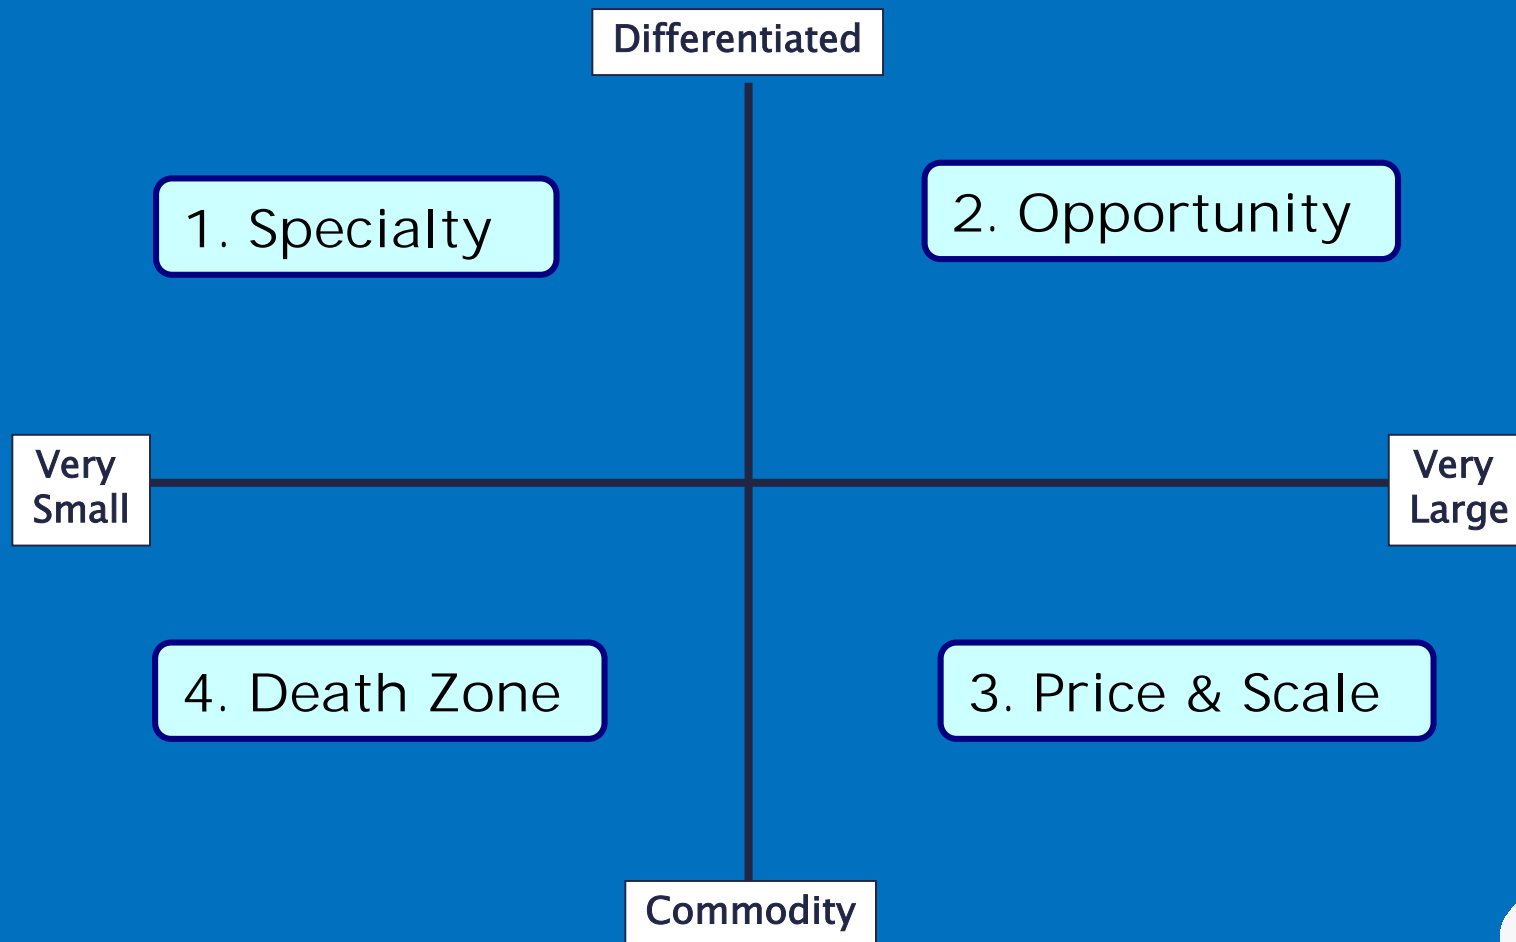 Differentiated
1. Specialty
2. Opportunity
Very
Small
Very
Large
4. Death Zone
3. Price & Scale
Commodity